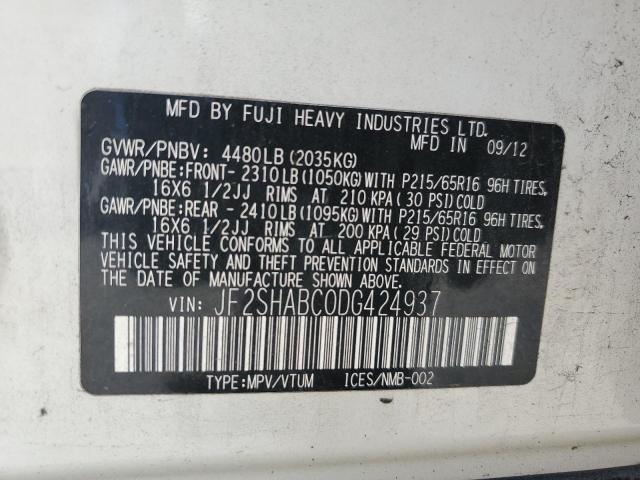 MFD BY FUJI HEAVY INDUSTRIES LTD.
MFD IN 09/12
GVWR/PNBV: 4480LB(2035KG)
GAWR/PNBE:FRONT- 2310LB(1050KG)WITH P215/65R16 96H TIRES,
16X6 1/2JJ RIMS AT 210 KPA(30 PSI)COLD
GAWR/PNBE:REAR - 2410LB(1095KG)WITH P215/65R16 96H TIRES,
16X6 1/2JJ RIMS AT 200 KPA(29 PSI)COLD
THIS VEHICLE CONFORMS TO ALL APPLICABLE FEDERAL MOTOR
VEHICLE SAFETY AND THEFT PREVENTION STANDARDS IN EFFECT ON
THE DATE OF MANUFACTURE SHOWN ABOVE.
VIN: JF2SHABC0DG424937
TYPE:MPV/VTUM ICES/NMB-002